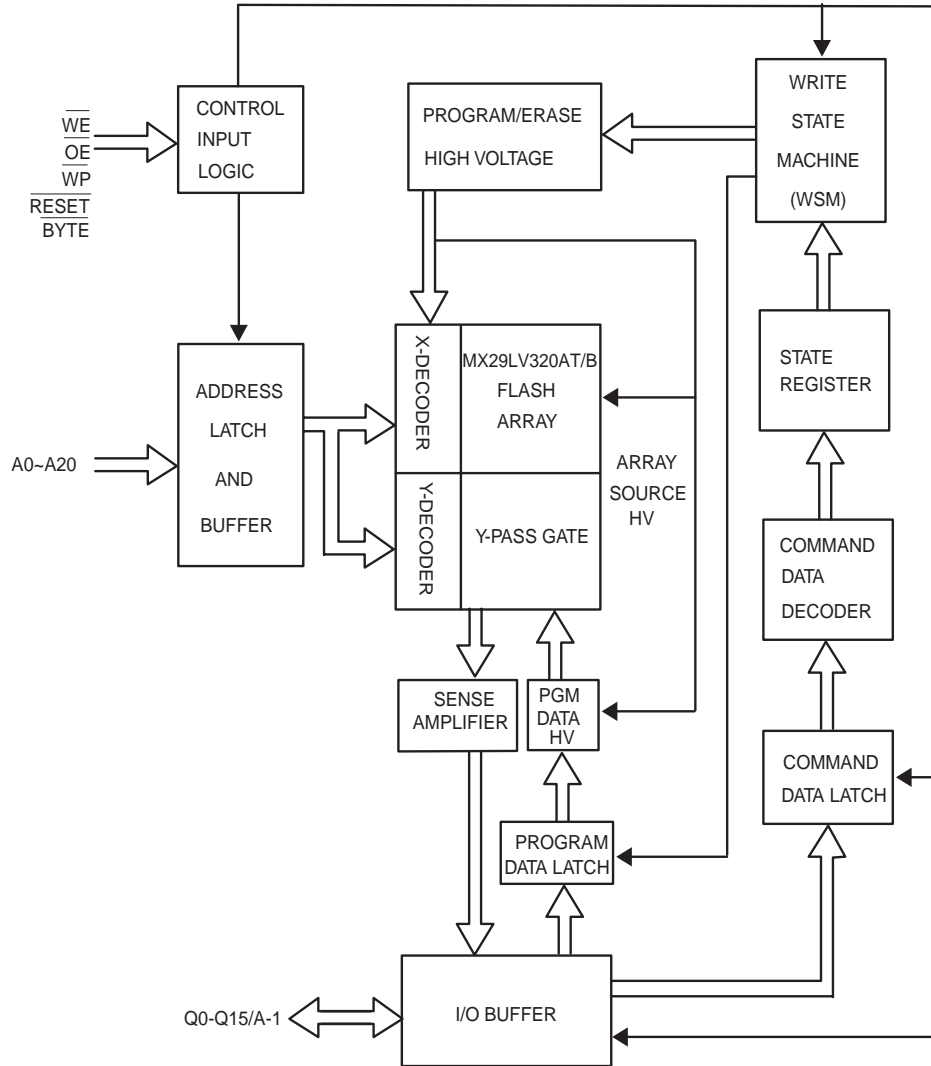 WE
OE
WP
RESET
BYTE
CONTROL
INPUT
LOGIC
PROGRAM/ERASE
HIGH VOLTAGE
WRITE
STATE
MACHINE
(WSM)
A0~A20
ADDRESS
LATCH
AND
BUFFER
X-DECODER
MX29LV320AT/B
FLASH
ARRAY
Y-DECODER
Y-PASS GATE
ARRAY
SOURCE
HV
STATE
REGISTER
COMMAND
DATA
DECODER
SENSE
AMPLIFIER
PGM
DATA
HV
COMMAND
DATA LATCH
PROGRAM
DATA LATCH
Q0-Q15/A-1
I/O BUFFER